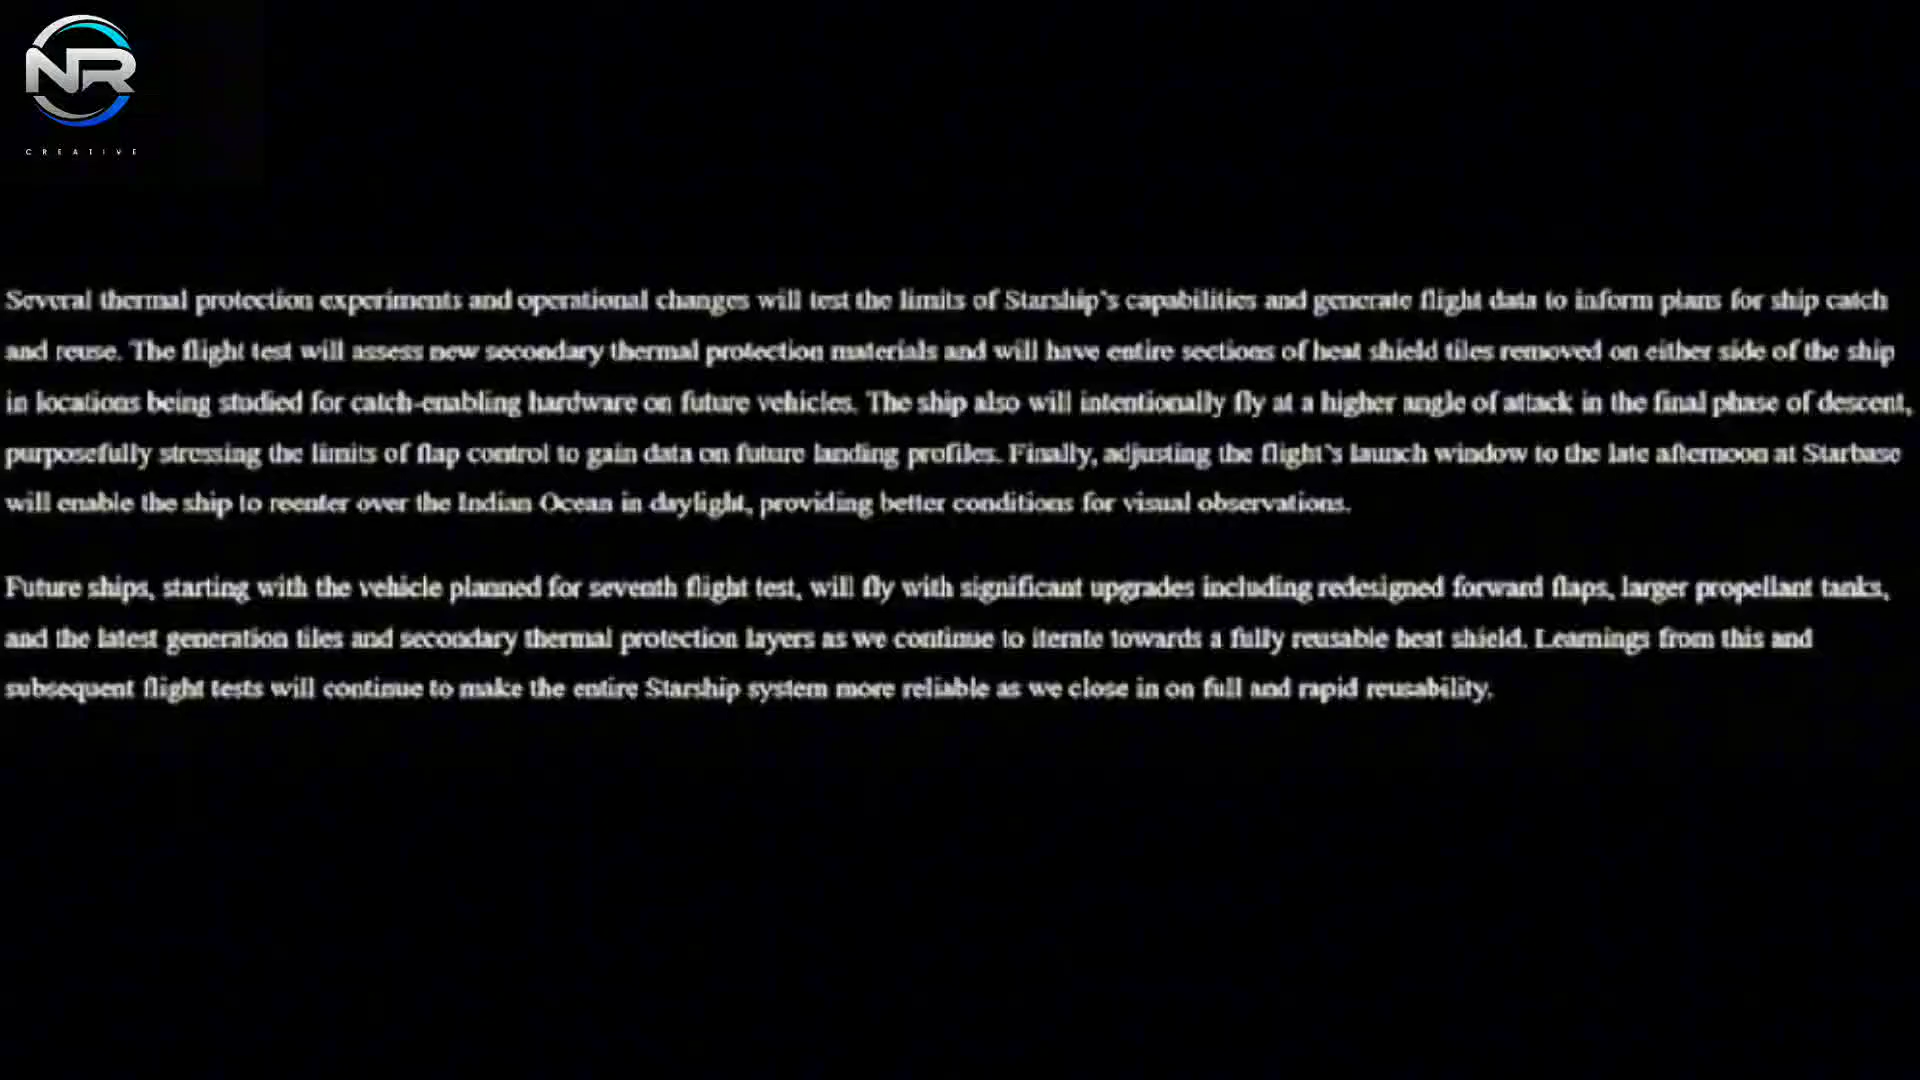 NR
CREATIVE
Several thermal protection experiments and operational changes will test the limits of Starship's capabilities and generate flight data to inform plans for ship catch
and reuse. The flight test will assess new secondary thermal protection materials and will have entire sections of heat shield tiles removed on either side of the ship
in locations being studied for catch-enabling hardware on future vehicles. The ship also will intentionally fly at a higher angle of attack in the final phase of descent,
purposefully stressing the limits of flap control to gain data on future landing profiles. Finally, adjusting the flight's launch window to the late afternoon at Starbase
will enable the ship to reenter over the Indian Ocean in daylight, providing better conditions for visual observations.
Future ships, starting with the vehicle planned for seventh flight test, will fly with significant upgrades including redesigned forward flaps, larger propellant tanks,
and the latest generation tiles and secondary thermal protection layers as we continue to iterate towards a fully reusable heat shield. Learnings from this and
subsequent flight tests will continue to make the entire Starship system more reliable as we close in on full and rapid reusability.